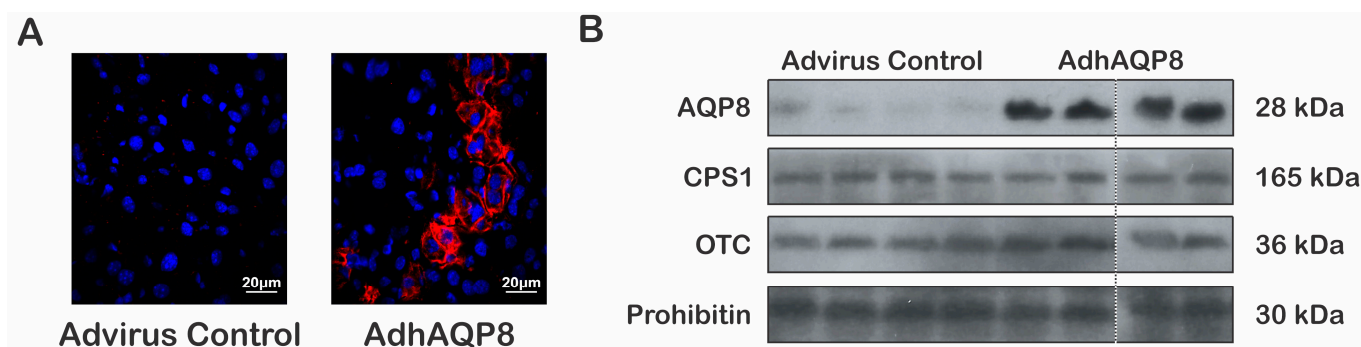 A
20µm
20µm
Advirus Control
AdhAQP8
B
Advirus Control AdhAQP8
AQP8 28 kDa
CPS1 165 kDa
OTC 36 kDa
Prohibitin 30 kDa